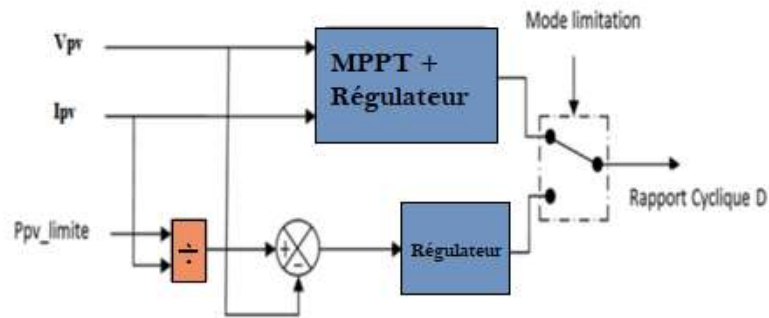 Mode limitation
Vpv
MPPT +
Régulateur
Ipv
Rapport Cyclique D
Ppv_limite
÷
+
-
Régulateur